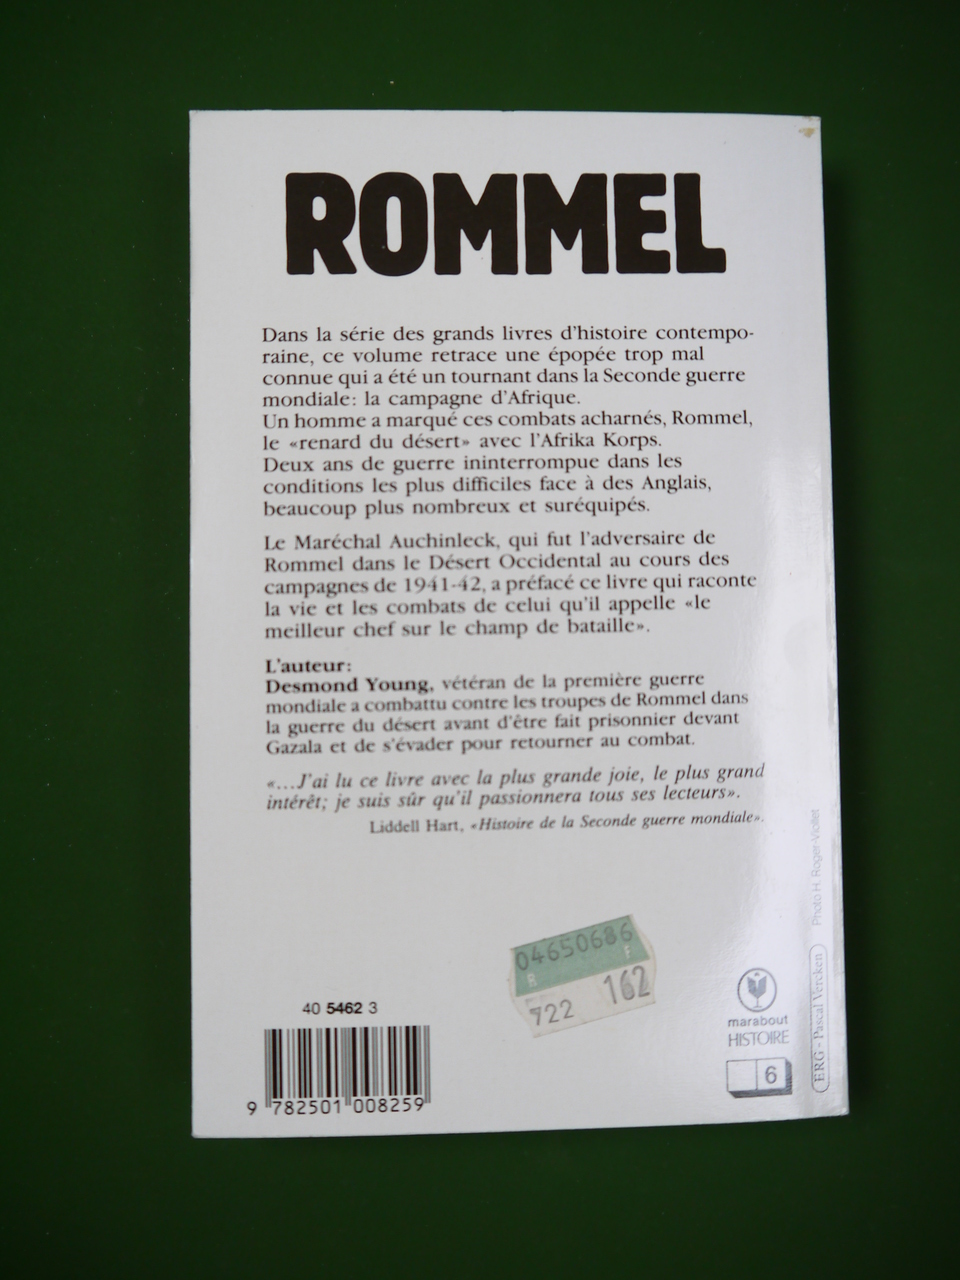 ROMMEL
Dans la série des grands livres d'histoire contempo-
raine, ce volume retrace une épopée trop mal
connue qui a été un tournant dans la Seconde guerre
mondiale: la campagne d'Afrique.
Un homme a marqué ces combats acharnés, Rommel,
le «renard du désert» avec l'Afrika Korps.
Deux ans de guerre ininterrompue dans les
conditions les plus difficiles face à des Anglais,
beaucoup plus nombreux et suréquipés.
Le Maréchal Auchinleck, qui fut l'adversaire de
Rommel dans le Désert Occidental au cours des
campagnes de 1941-42, a préfacé ce livre qui raconte
la vie et les combats de celui qu'il appelle «le
meilleur chef sur le champ de bataille».
L'auteur:
Desmond Young, vétéran de la première guerre
mondiale a combattu contre les troupes de Rommel dans
la guerre du désert avant d'être fait prisonnier devant
Gazala et de s'évader pour retourner au combat.
«...J'ai lu ce livre avec la plus grande joie, le plus grand
intérêt; je suis sûr qu'il passionnera tous ses lecteurs».
Liddell Hart, «Histoire de la Seconde guerre mondiale».
04650686
R F
722 162
40 5462 3
9 782501 008259
marabout
HISTOIRE
6
ERG - Pascal Vercken
Photo H. Roger-Viollet